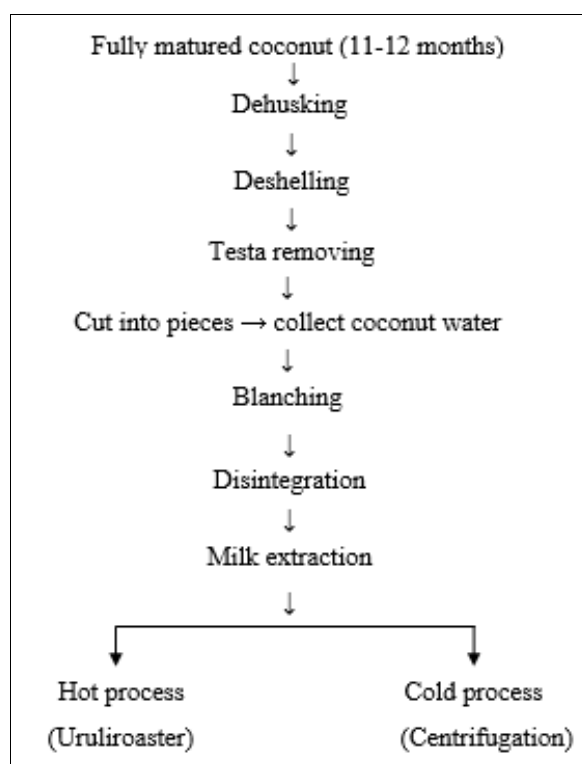 Fully matured coconut (11-12 months)
↓
Dehusking
↓
Deshelling
↓
Testa removing
↓
Cut into pieces → collect coconut water
↓
Blanching
↓
Disintegration
↓
Milk extraction
↓
Hot process Cold process
(Uruliroaster) (Centrifugation)